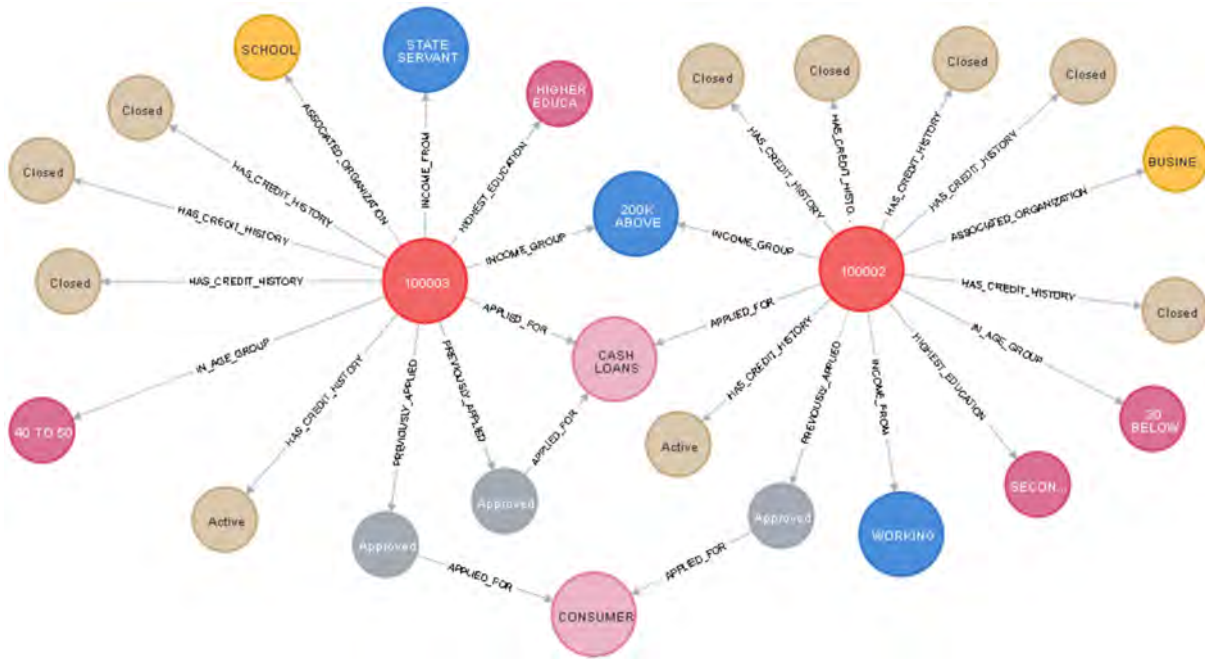 SCHOOL
STATE
SERVANT
HIGHER
EDUCA...
Closed
Closed
Closed
Closed
Closed
Closed
Closed
ASSOCIATED_ORGANIZATION
INCOME_FROM
HIGHEST_EDUCATION
HAS_CREDIT_HISTORY
HAS_CREDIT_HISTORY
HAS_CREDIT_HISTORY
HAS_CREDIT_HISTORY
HAS_CREDIT_HISTO...
HAS_CREDIT_HISTORY
HAS_CREDIT_HISTORY
BUSINE...
ASSOCIATED_ORGANIZATION
200K
ABOVE
INCOME_GROUP
INCOME_GROUP
100003
100002
Closed
HAS_CREDIT_HISTORY
Closed
IN_AGE_GROUP
APPLIED_FOR
APPLIED_FOR
CASH
LOANS
HAS_CREDIT_HISTORY
PREVIOUSLY_APPLIED
PREVIOUSLY_APPLIED
APPLIED_FOR
HAS_CREDIT_HISTORY
PREVIOUSLY_APPLIED
INCOME_FROM
HIGHEST_EDUCATION
IN_AGE_GROUP
40 TO 50
BELOW
Active
Active
Approved
Approved
Approved
SECON...
WORKING
APPLIED_FOR
APPLIED_FOR
CONSUMER